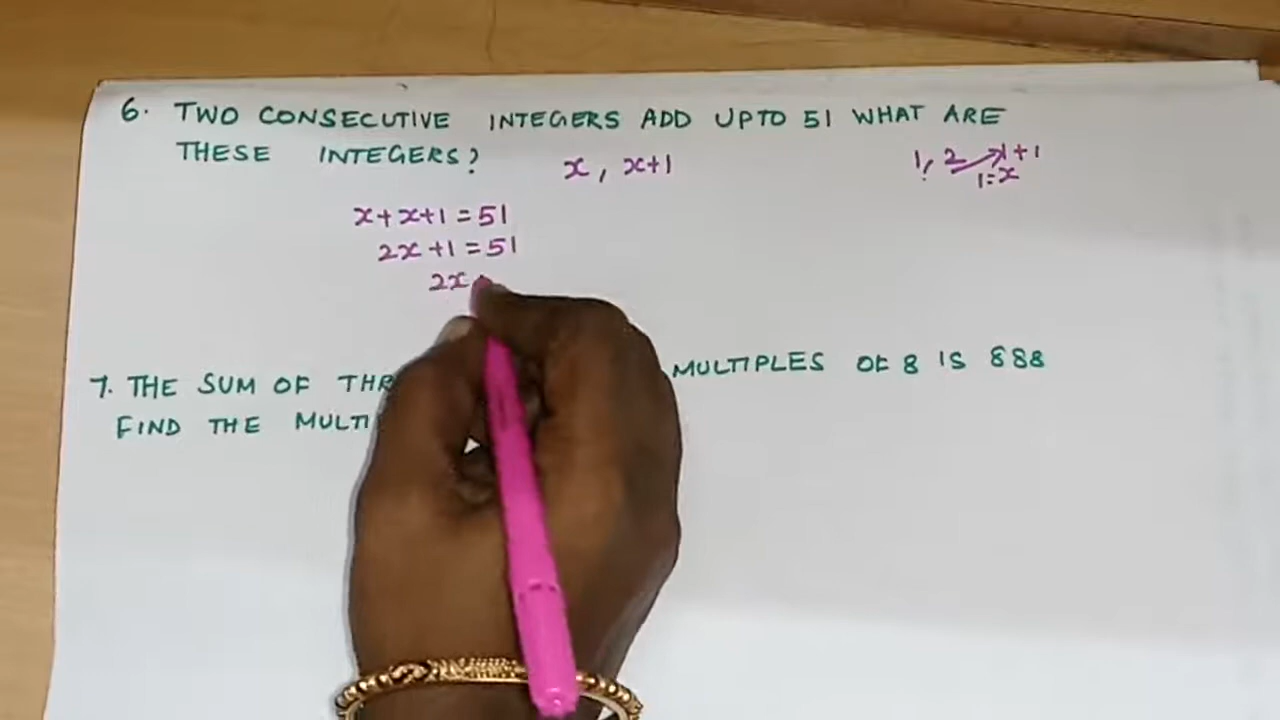 6. TWO CONSECUTIVE INTEGERS ADD UPTO 51 WHAT ARE
THESE INTEGERS?
x, x+1
1, 2 → 1+1
1=x
x+x+1=51
2x+1=51
2x
7. THE SUM OF MULTIPLES OF 8 IS 888
FIND THE